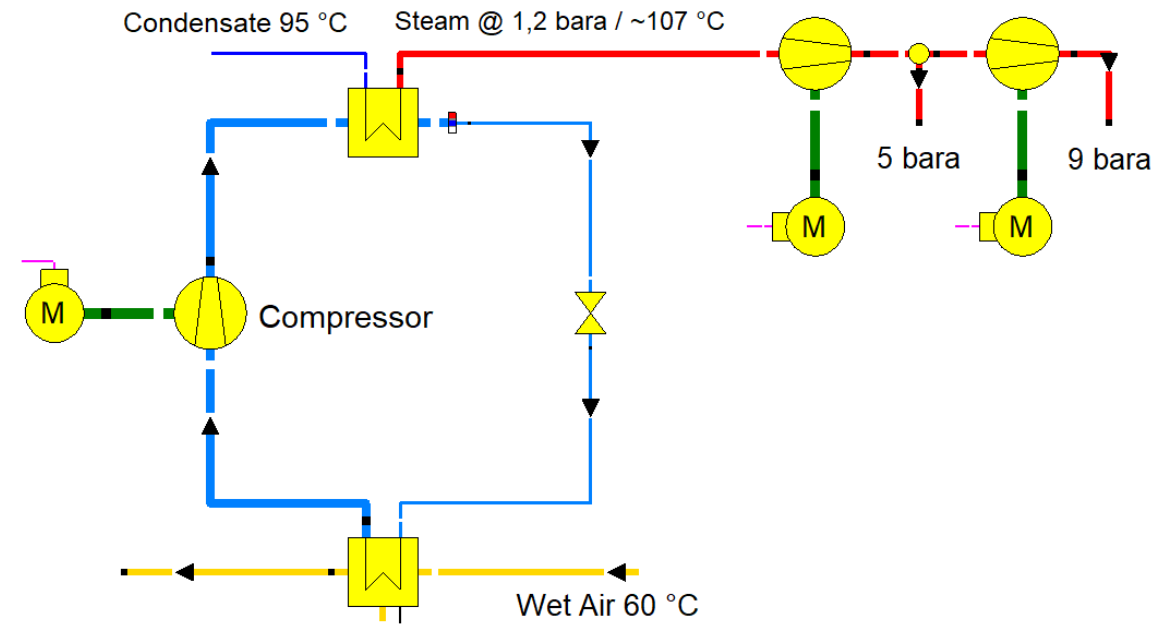 Condensate 95 °C
Steam @ 1,2 bara / ~107 °C
5 bara
9 bara
M
M
M
Compressor
Wet Air 60 °C